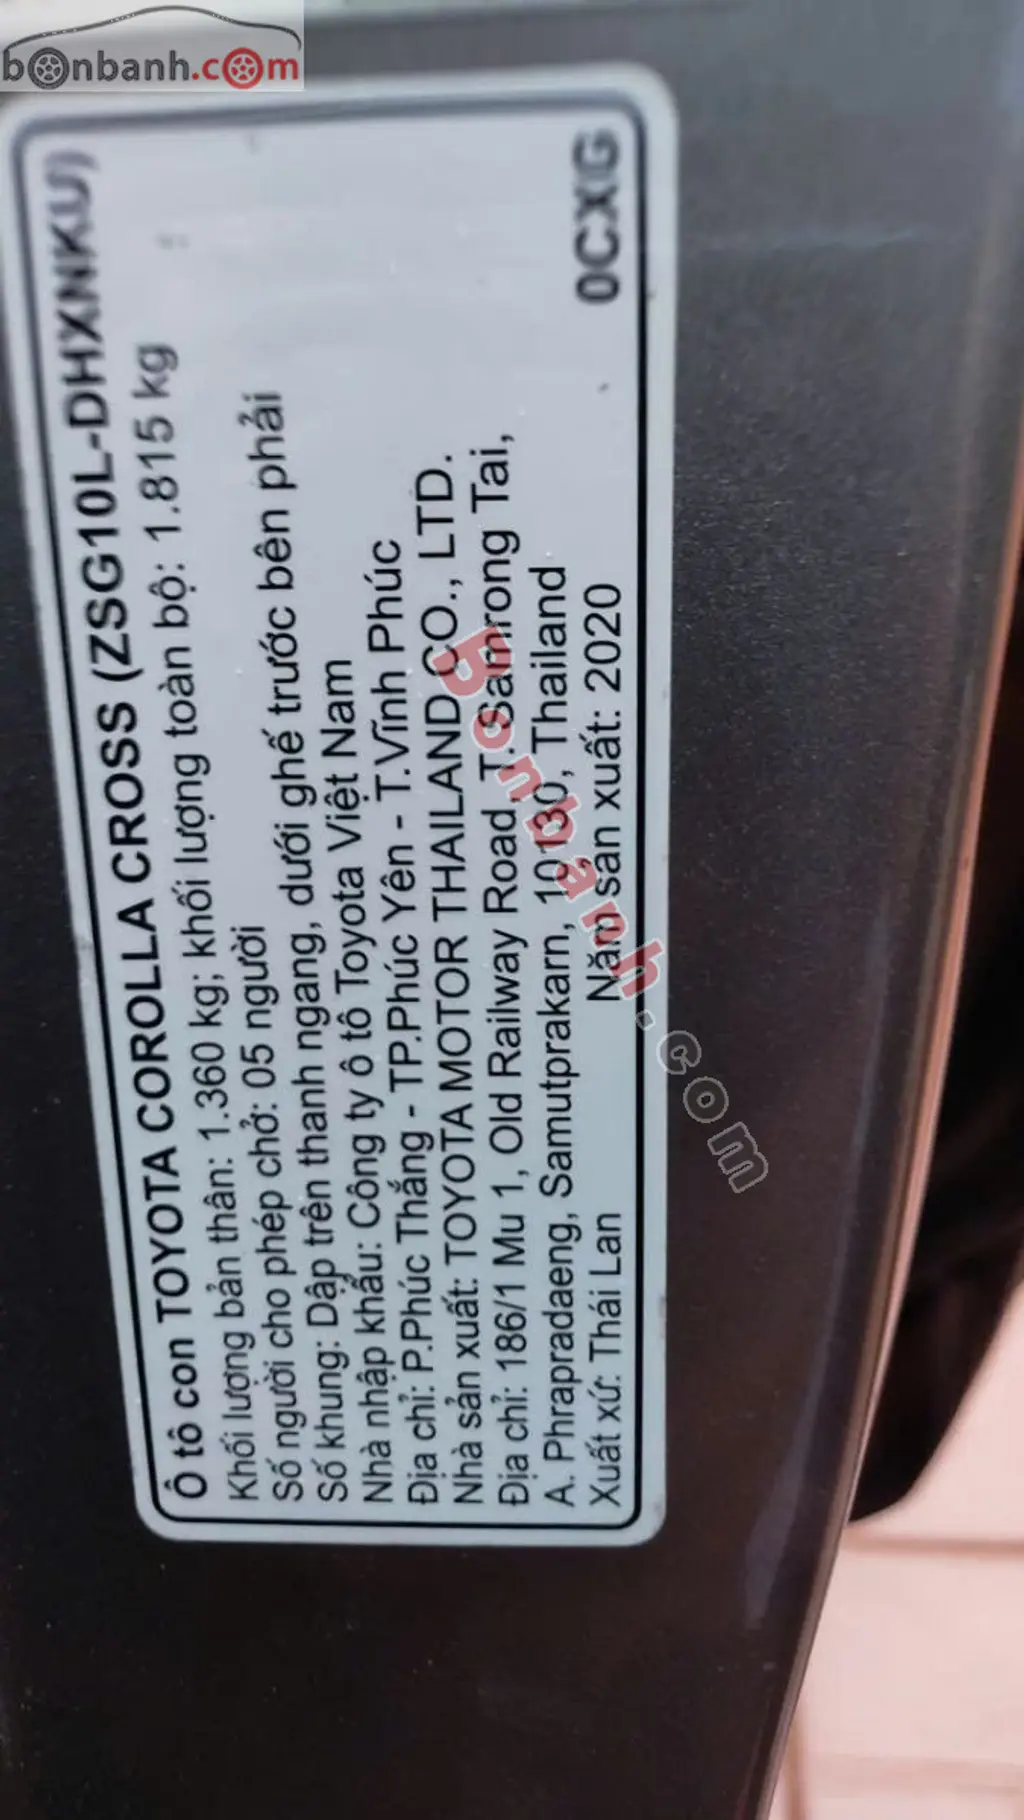 bonbanh.com
Ô tô con TOYOTA COROLLA CROSS (ZSG10L-DHXNKU)
Khối lượng bản thân: 1.360 kg; khối lượng toàn bộ: 1.815 kg
Số người cho phép chở: 05 người
Số khung: Dập trên thanh ngang, dưới ghế trước bên phải
Nhà nhập khẩu: Công ty ô tô Toyota Việt Nam
Địa chỉ: P.Phúc Thắng - TP.Phúc Yên - T.Vĩnh Phúc
Nhà sản xuất: TOYOTA MOTOR THAILAND CO., LTD.
Địa chỉ: 186/1 Mu 1, Old Railway Road, T. Samrong Tai,
A. Phrapradaeng, Samutprakarn, 10130, Thailand
Xuất xứ: Thái Lan Năm sản xuất: 2020 0CXG
Bonbanh.com